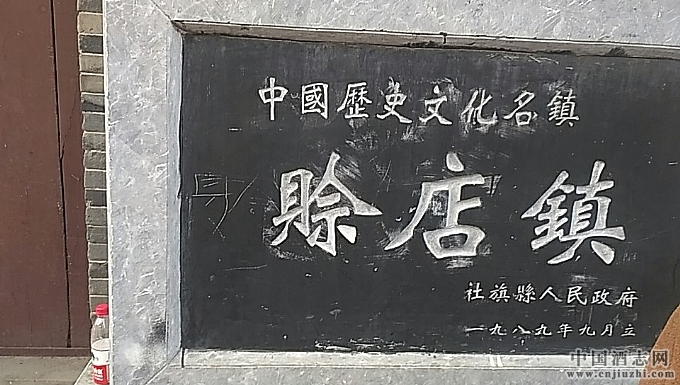 中國歷史文化名鎮
賒店鎮
社旗縣人民政府
一九八九年九月立
中国酒志网
www.cnjiuzhi.com